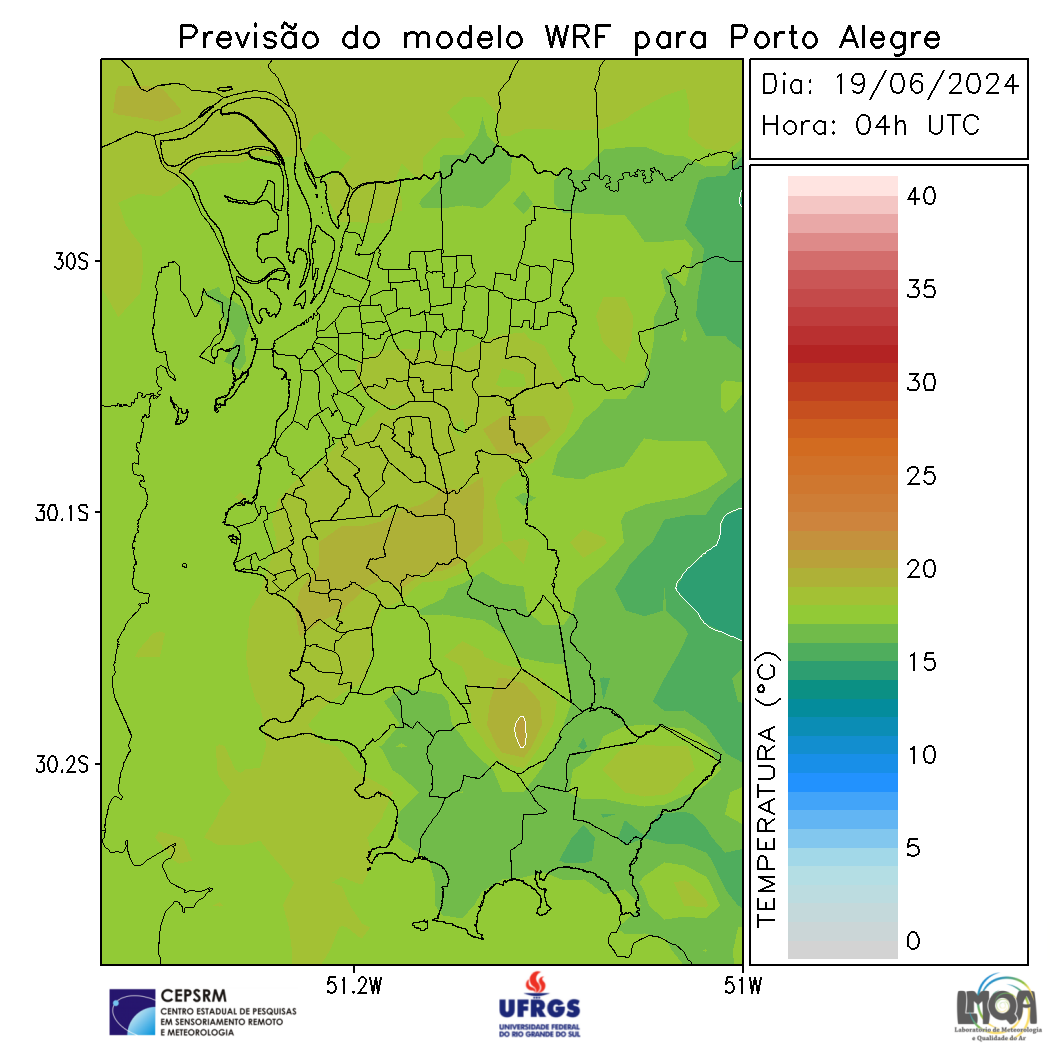 Previsão do modelo WRF para Porto Alegre
Dia: 19/06/2024
Hora: 04h UTC
30S
30.1S
30.2S
51.2W
51W
40
35
30
25
20
15
10
5
0
TEMPERATURA (°C)
CEPSRM
CENTRO ESTADUAL DE PESQUISAS
EM SENSORIAMENTO REMOTO
E METEOROLOGIA
UFRGS
UNIVERSIDADE FEDERAL
DO RIO GRANDE DO SUL
LMQA
Laboratório de Meteorologia
e Qualidade do Ar